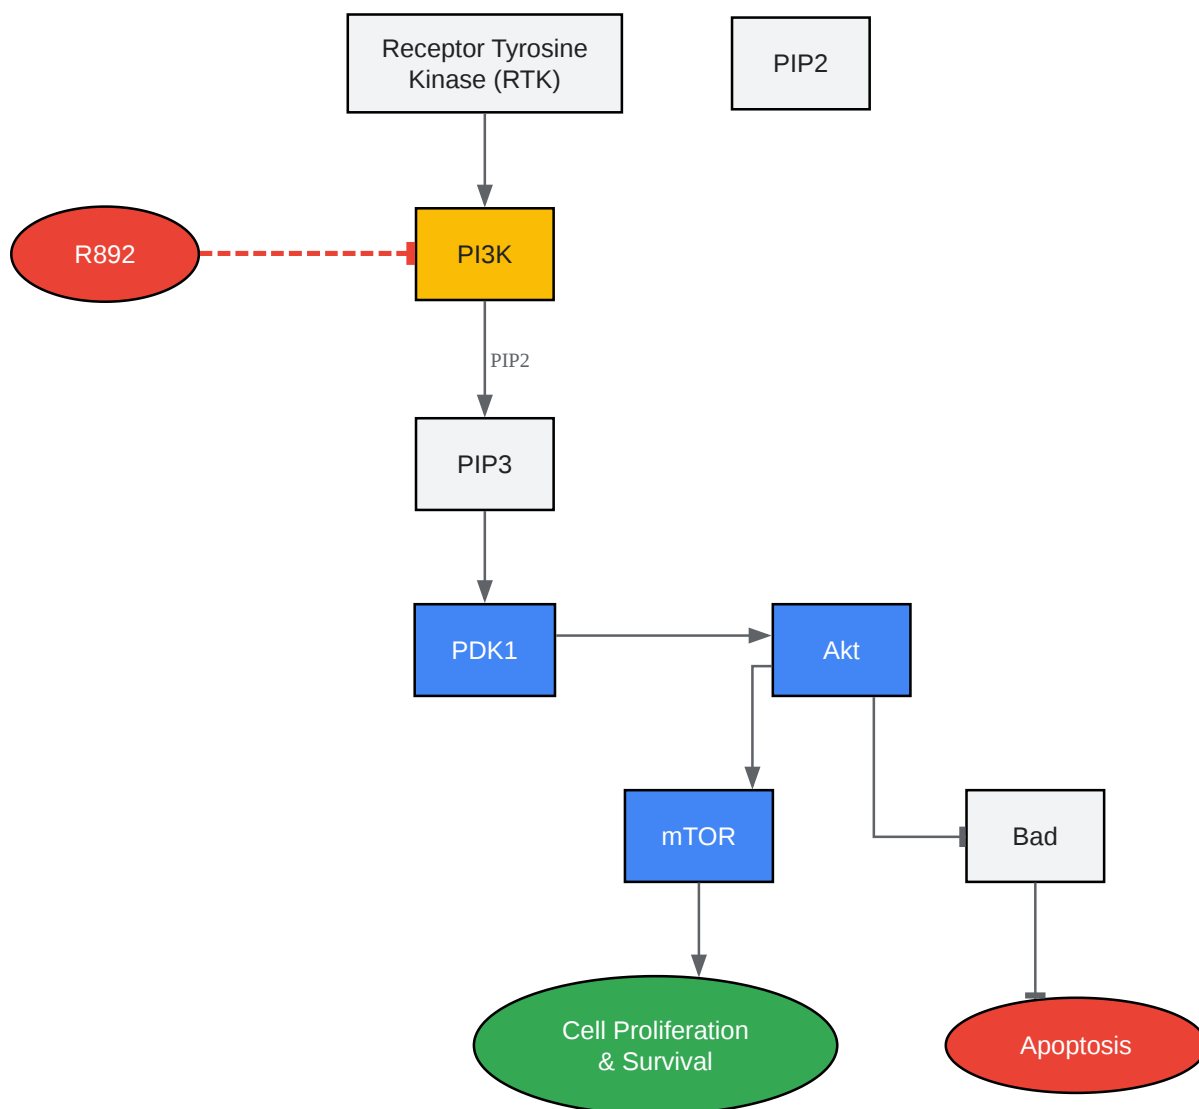 Receptor Tyrosine
Kinase (RTK)
PIP2
R892
PI3K
PIP2
PIP3
PDK1
Akt
mTOR
Bad
Cell Proliferation
& Survival
Apoptosis